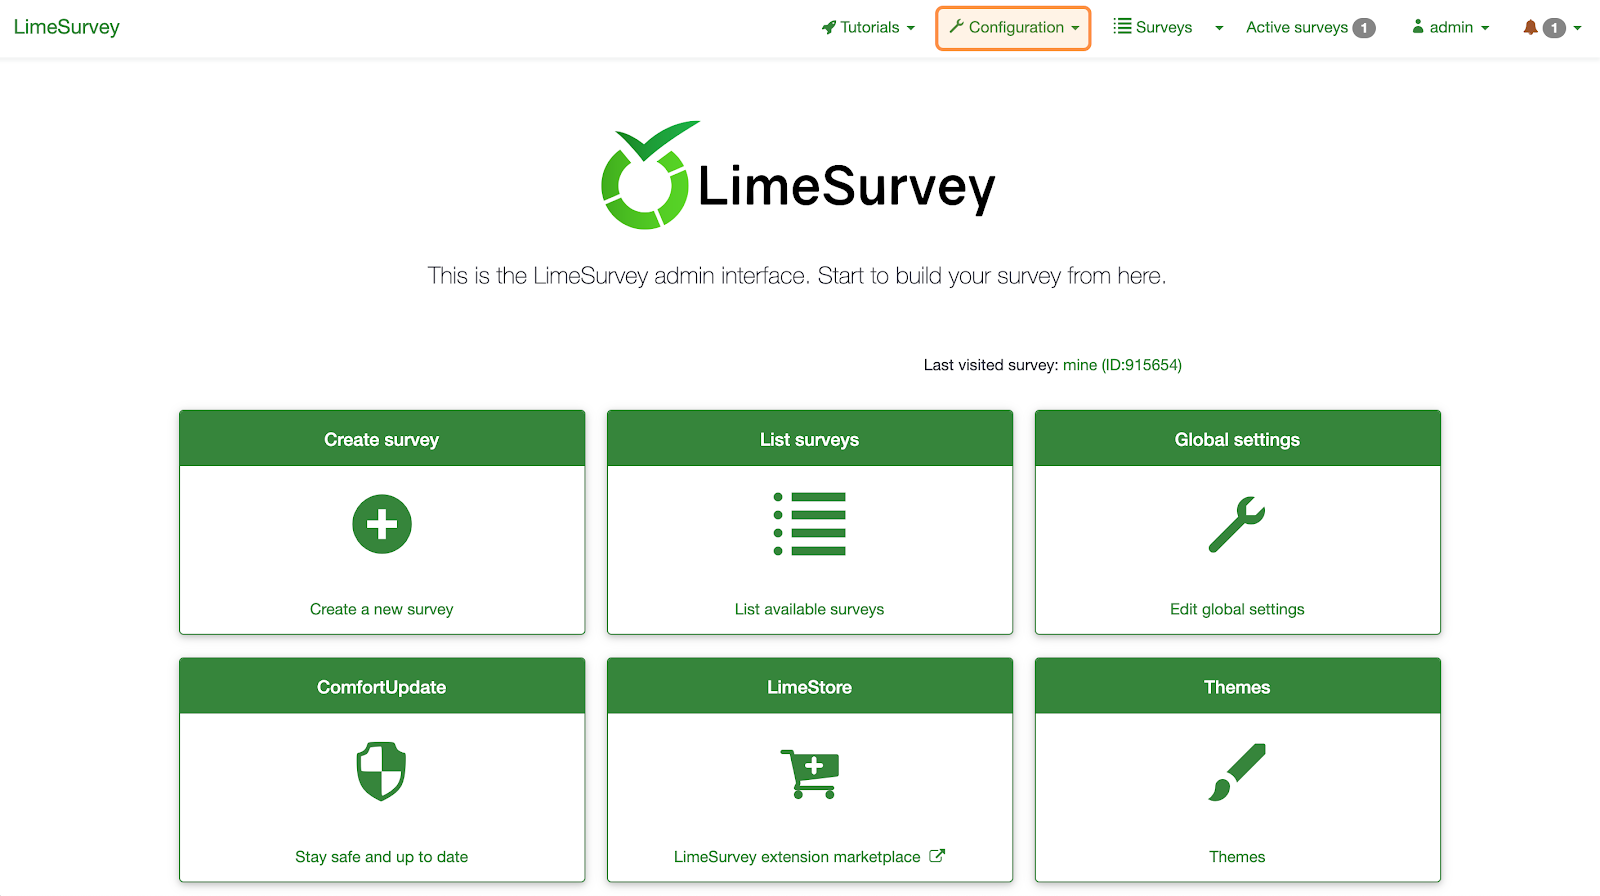 LimeSurvey
Tutorials
Configuration
Surveys
Active surveys 1
admin
1
LimeSurvey
This is the LimeSurvey admin interface. Start to build your survey from here.
Last visited survey: mine (ID:915654)
Create survey
List surveys
Global settings
Create a new survey
List available surveys
Edit global settings
ComfortUpdate
LimeStore
Themes
Stay safe and up to date
LimeSurvey extension marketplace
Themes